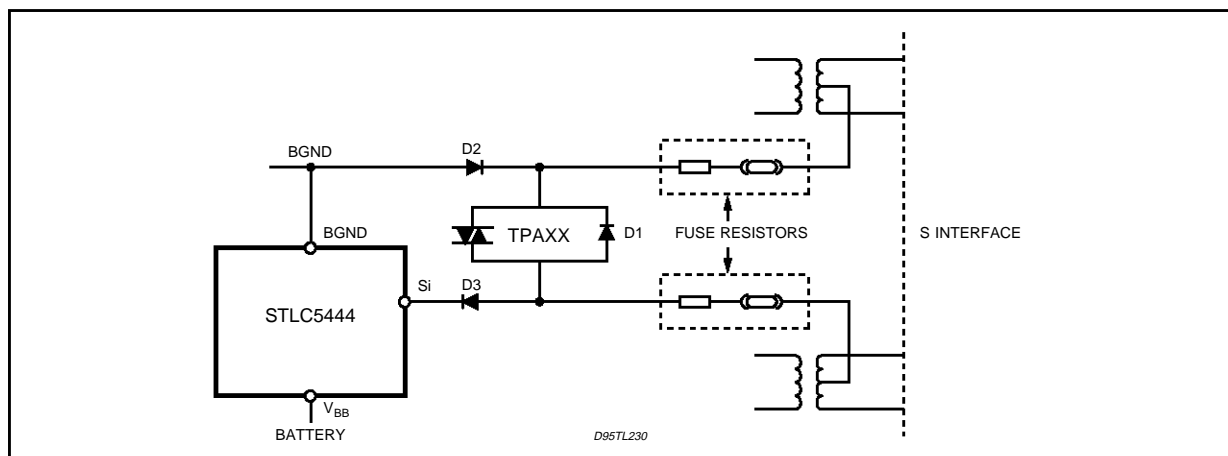 BGND
D2
BGND
TPAXX
D1
FUSE RESISTORS
S INTERFACE
Si
D3
STLC5444
VBB
BATTERY
D95TL230